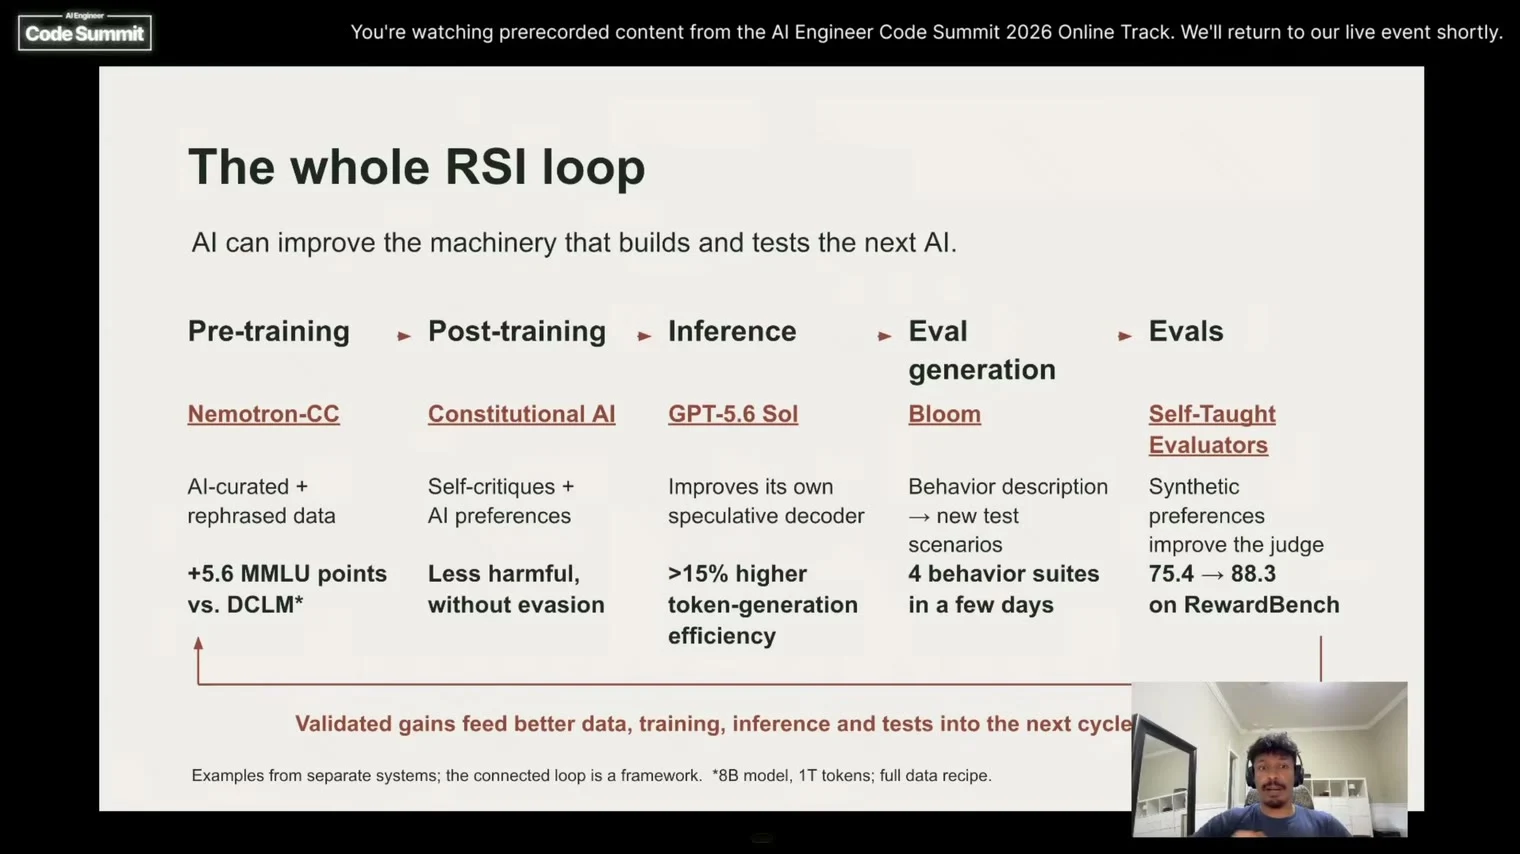 AI Engineer
Code Summit
You're watching prerecorded content from the AI Engineer Code Summit 2026 Online Track. We'll return to our live event shortly.
The whole RSI loop
AI can improve the machinery that builds and tests the next AI.
Pre-training
Nemotron-CC
AI-curated +
rephrased data
+5.6 MMLU points
vs. DCLM*
Post-training
Constitutional AI
Self-critiques +
AI preferences
Less harmful,
without evasion
Inference
GPT-5.6 Sol
Improves its own
speculative decoder
>15% higher
token-generation
efficiency
Eval
generation
Bloom
Behavior description
→ new test
scenarios
4 behavior suites
in a few days
Evals
Self-Taught
Evaluators
Synthetic
preferences
improve the judge
75.4 → 88.3
on RewardBench
Validated gains feed better data, training, inference and tests into the next cycle
Examples from separate systems; the connected loop is a framework. *8B model, 1T tokens; full data recipe.